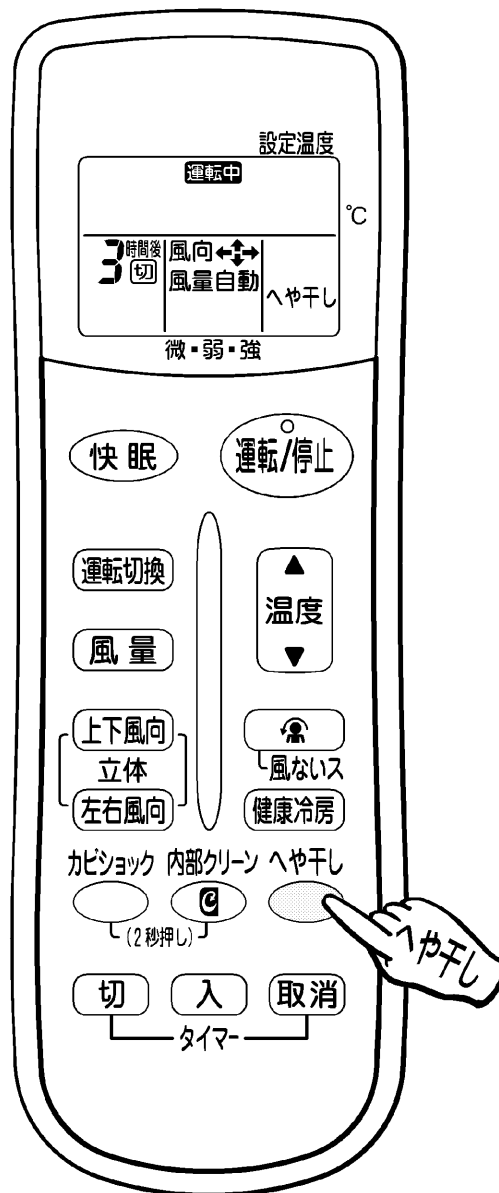 設定温度
運転中
℃
3時間後
切
風向
風量自動
へや干し
微・弱・強
快眠
運転/停止
運転切換
▲
温度
▼
風量
上下風向
立体
左右風向
風ないス
健康冷房
カビショック 内部クリーン へや干し
(2秒押し)
へや干し
切 入 取消
タイマー